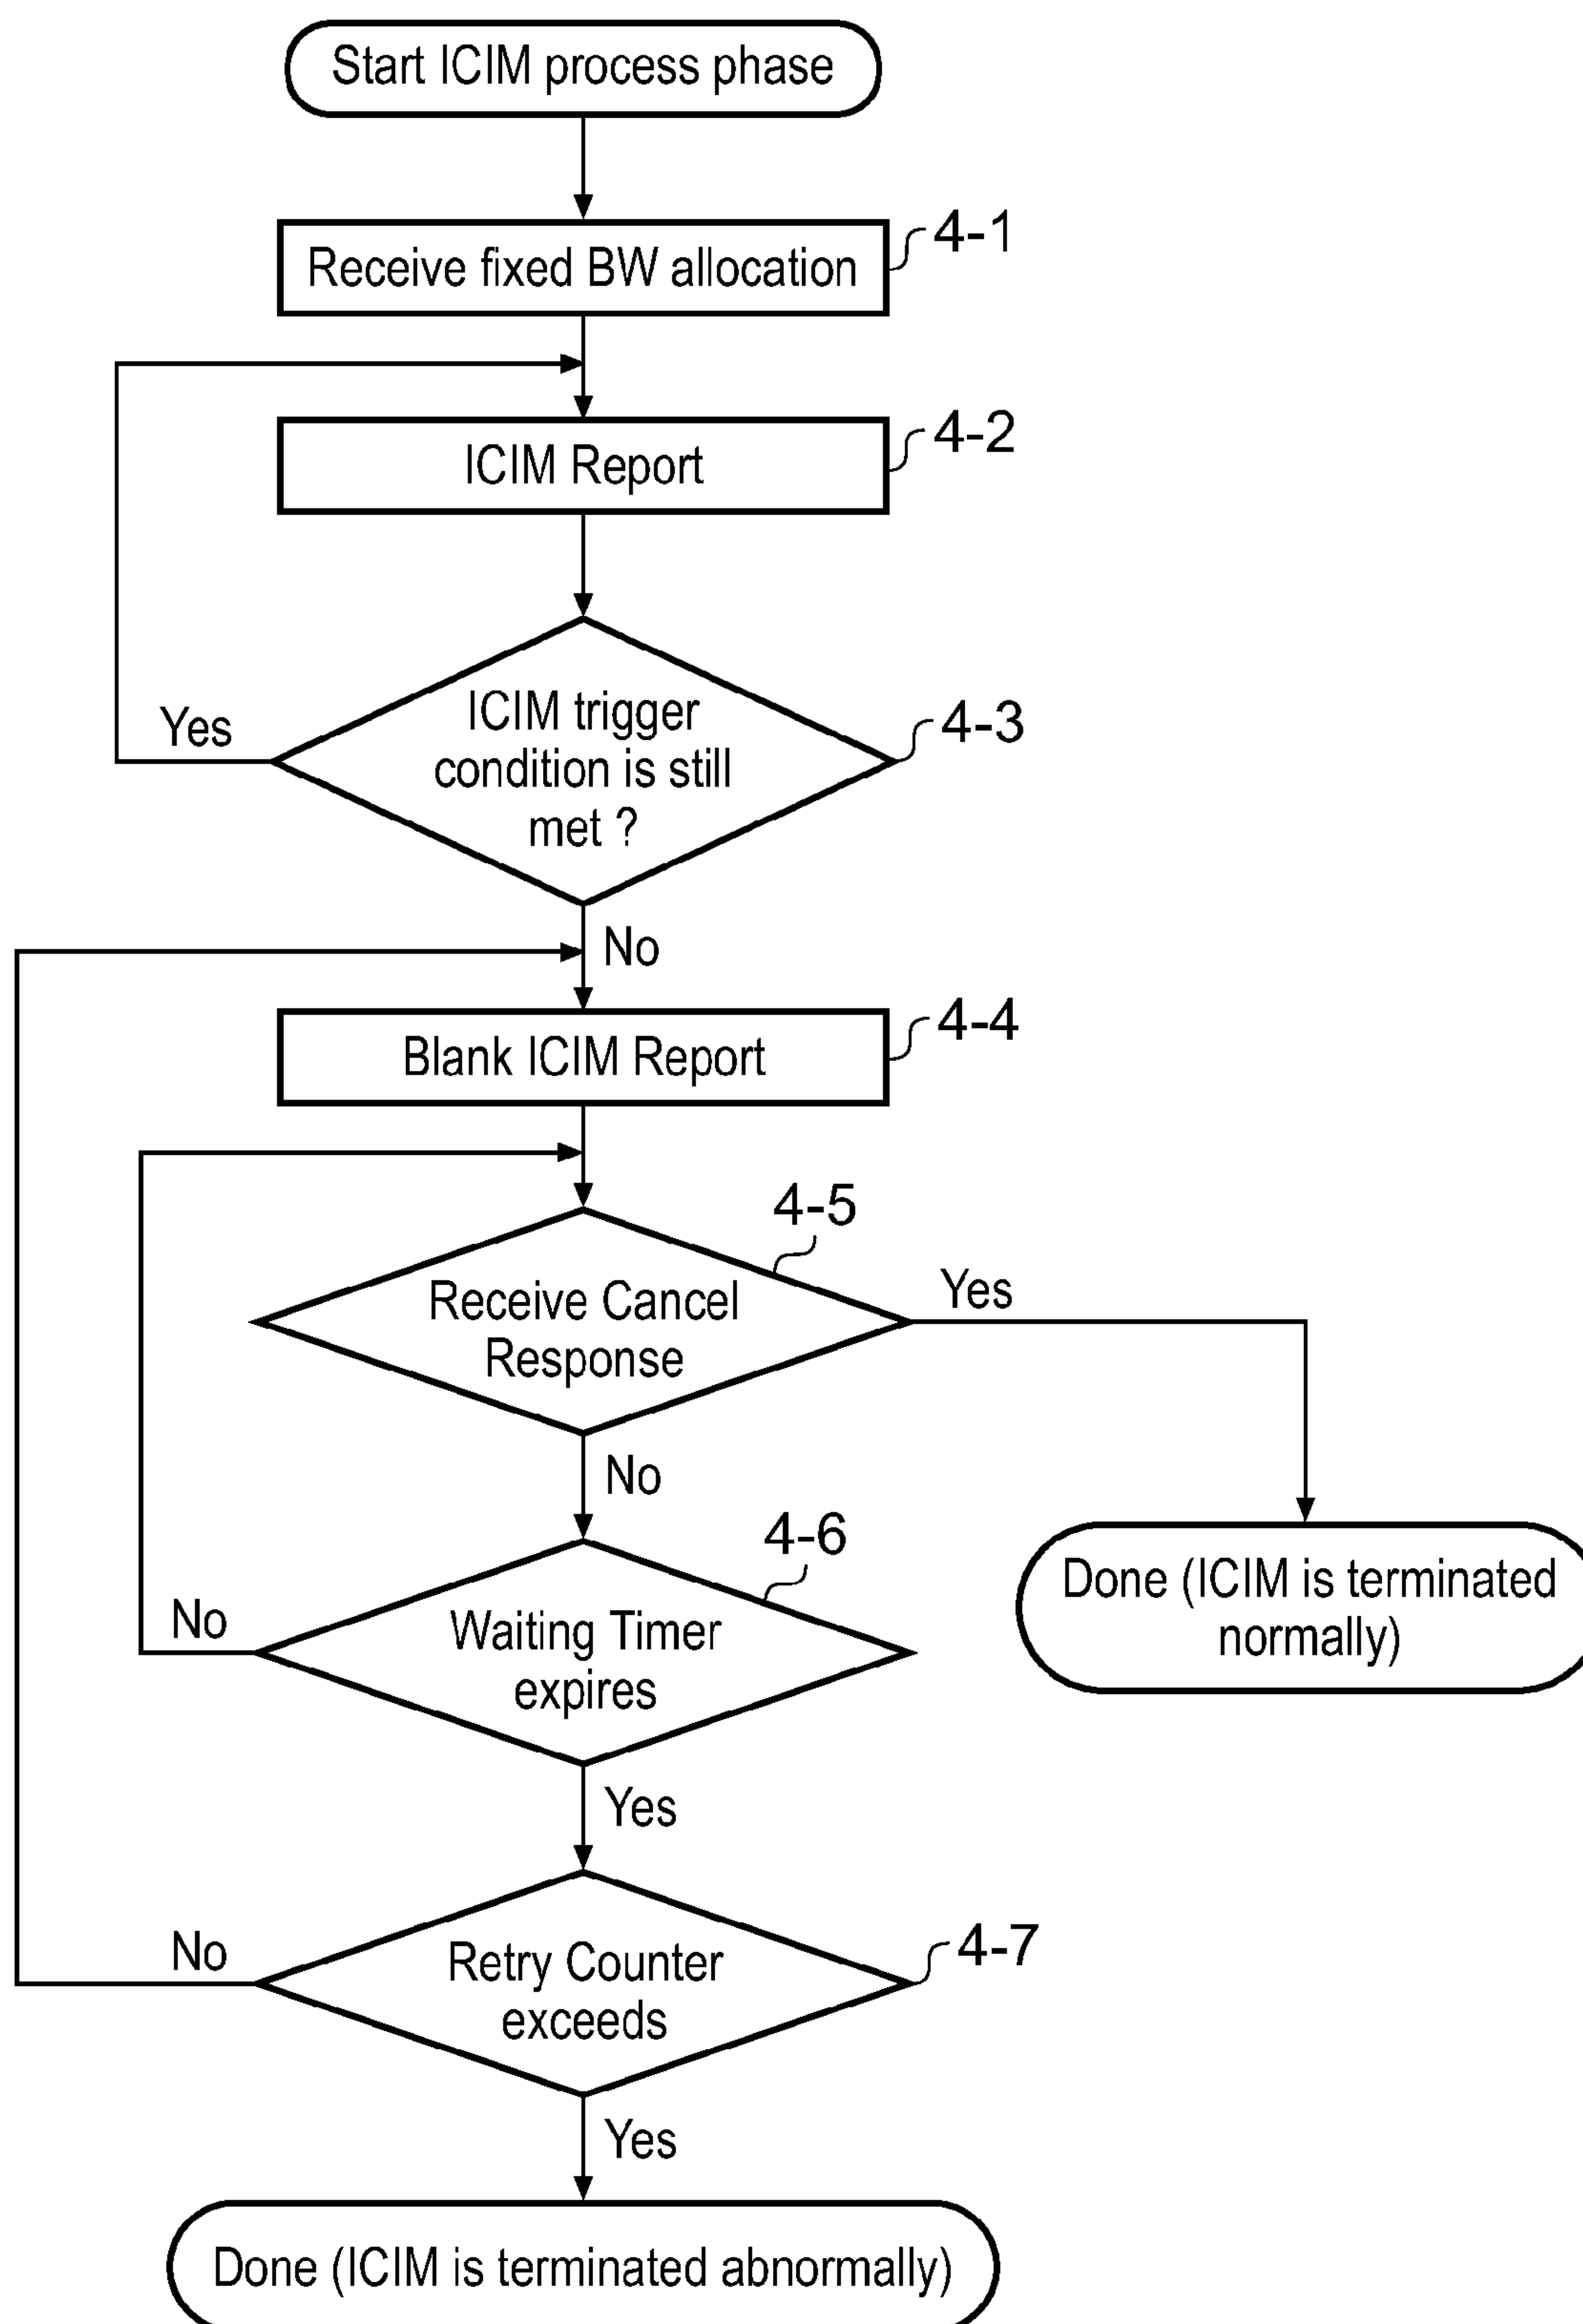 Start ICIM process phase
Receive fixed BW allocation
4-1
ICIM Report
4-2
ICIM trigger
condition is still
met ?
4-3
Yes
No
Blank ICIM Report
4-4
4-5
Receive Cancel
Response
Yes
No
4-6
Waiting Timer
expires
No
Done (ICIM is terminated
normally)
Yes
Retry Counter
exceeds
4-7
No
Yes
Done (ICIM is terminated abnormally)